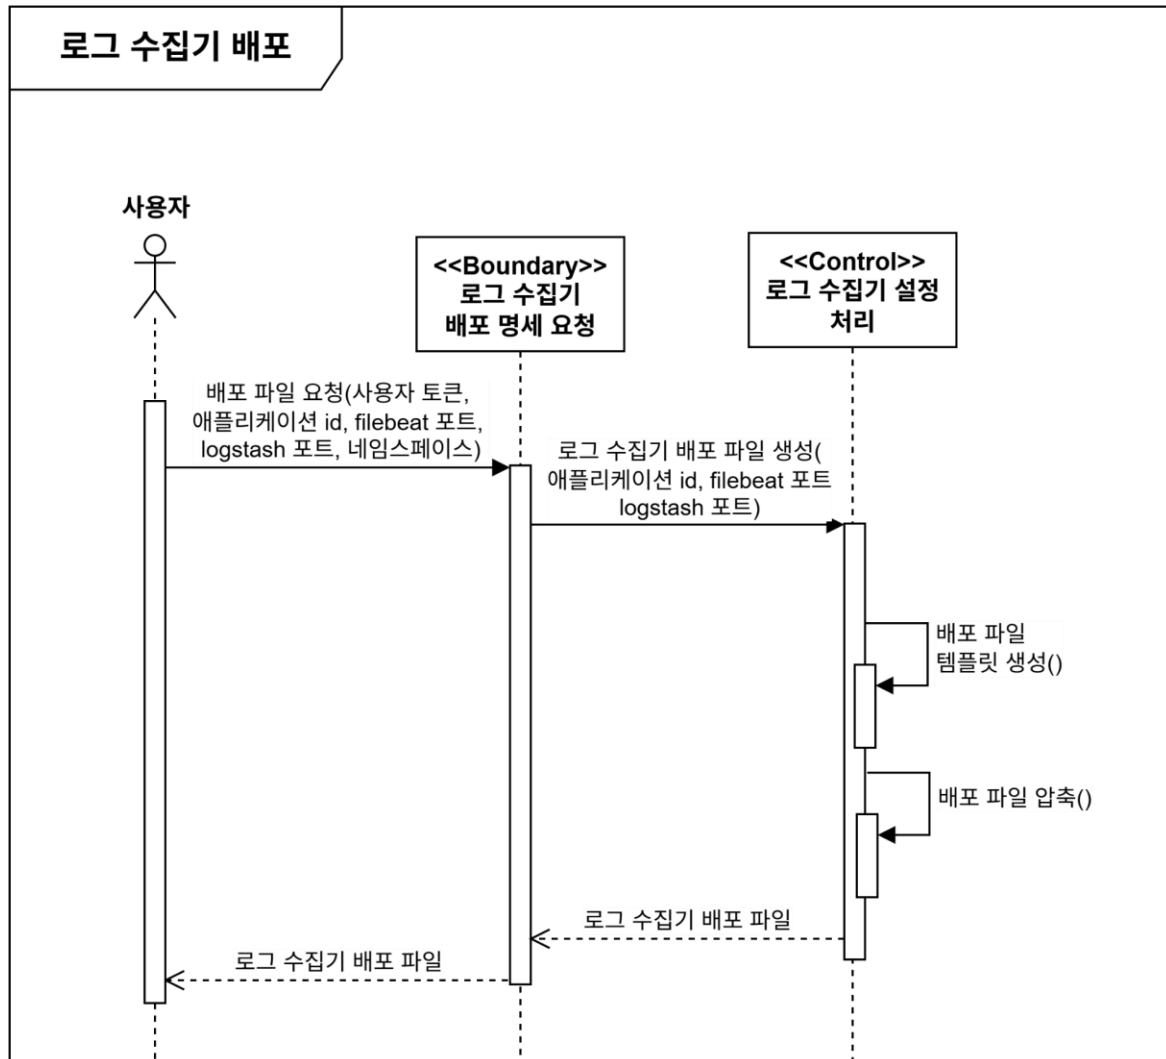 로그 수집기 배포
사용자
<<Boundary>>
로그 수집기
배포 명세 요청
<<Control>>
로그 수집기 설정
처리
배포 파일 요청(사용자 토큰,
애플리케이션 id, filebeat 포트,
logstash 포트, 네임스페이스)
로그 수집기 배포 파일 생성(
애플리케이션 id, filebeat 포트
logstash 포트)
배포 파일
템플릿 생성()
배포 파일 압축()
로그 수집기 배포 파일
로그 수집기 배포 파일